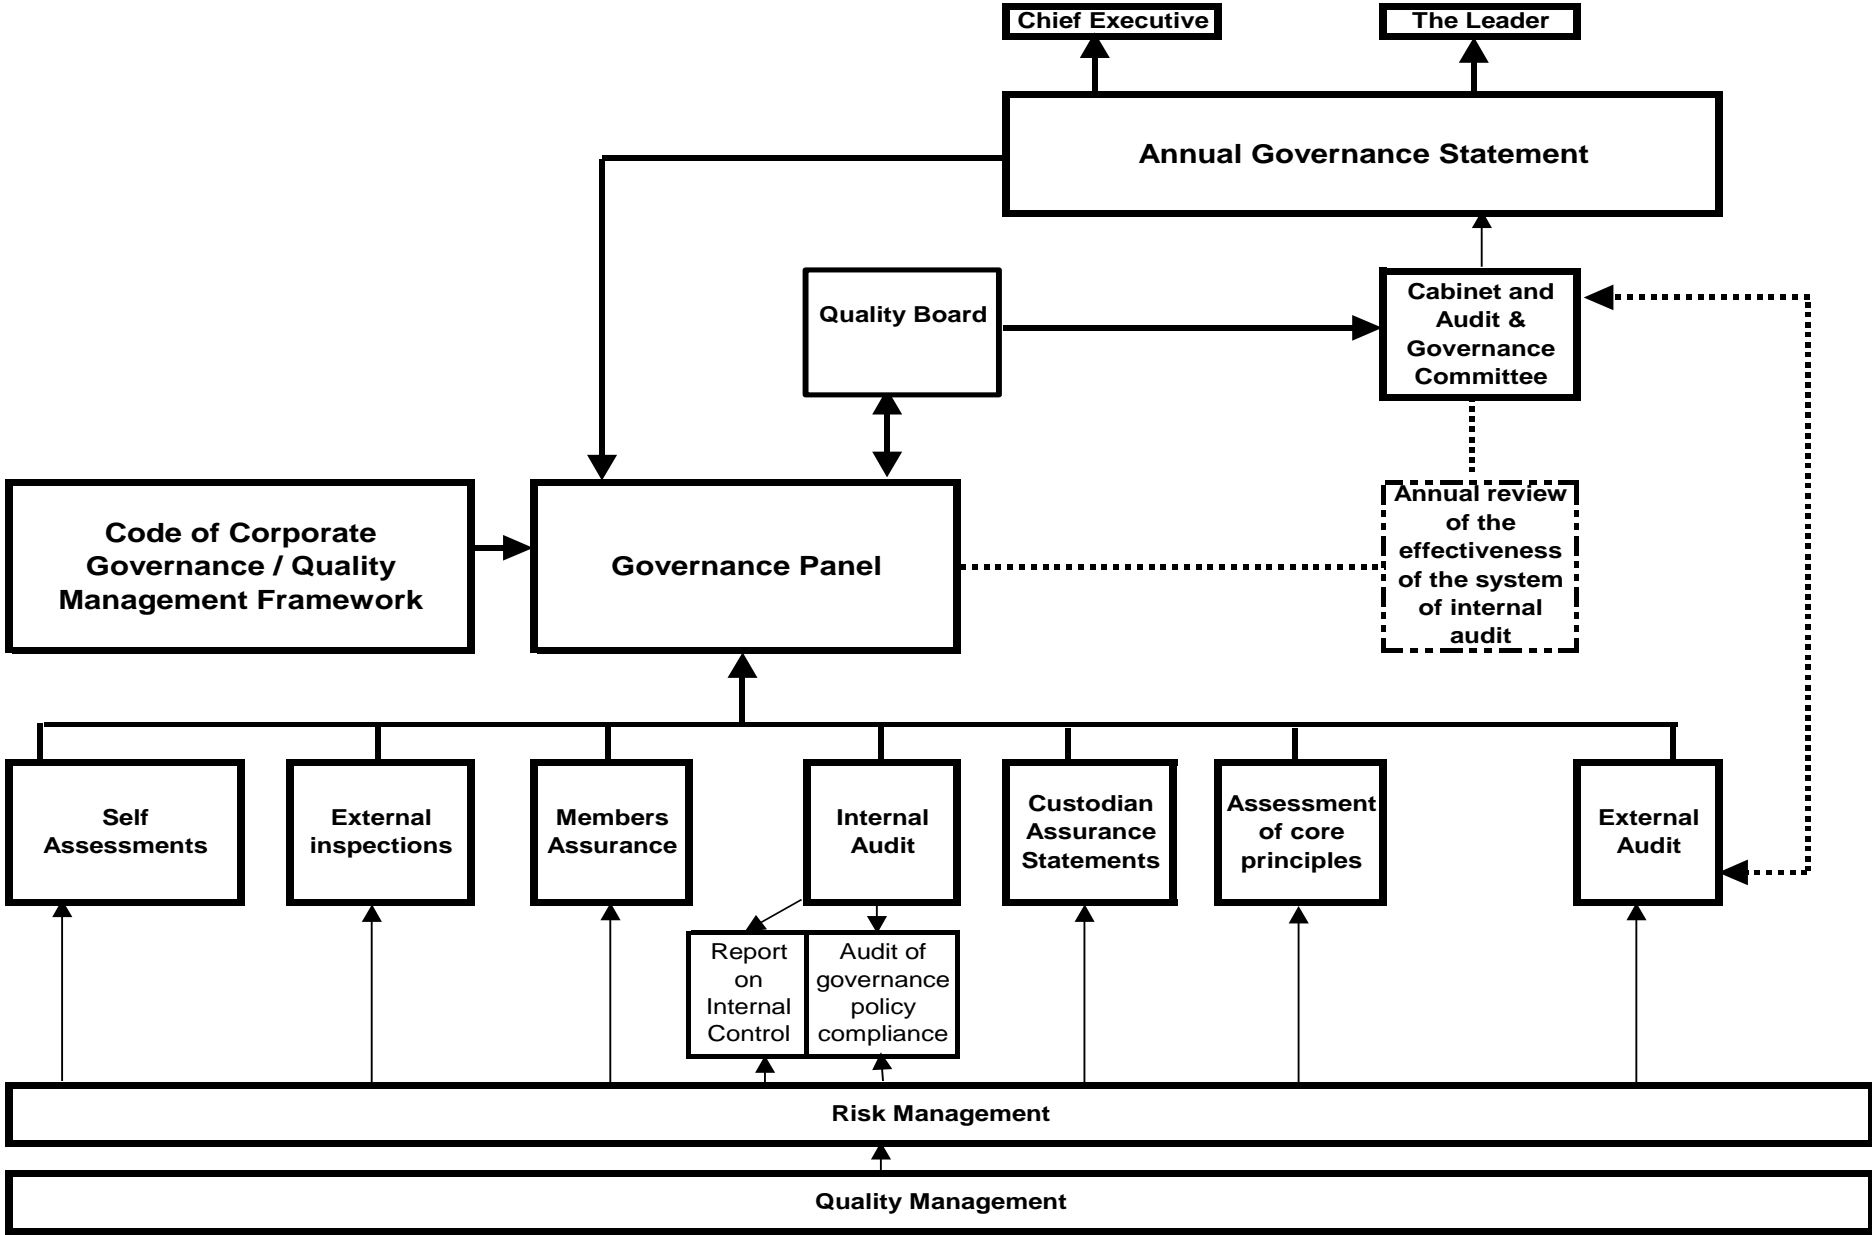 Chief Executive
The Leader
Annual Governance Statement
Quality Board
Cabinet and
Audit &
Governance
Committee
Code of Corporate
Governance / Quality
Management Framework
Governance Panel
Annual review
of the
effectiveness
of the system
of internal
audit
Self
Assessments
External
inspections
Members
Assurance
Internal
Audit
Custodian
Assurance
Statements
Assessment
of core
principles
External
Audit
Report
on
Internal
Control
Audit of
governance
policy
compliance
Risk Management
Quality Management